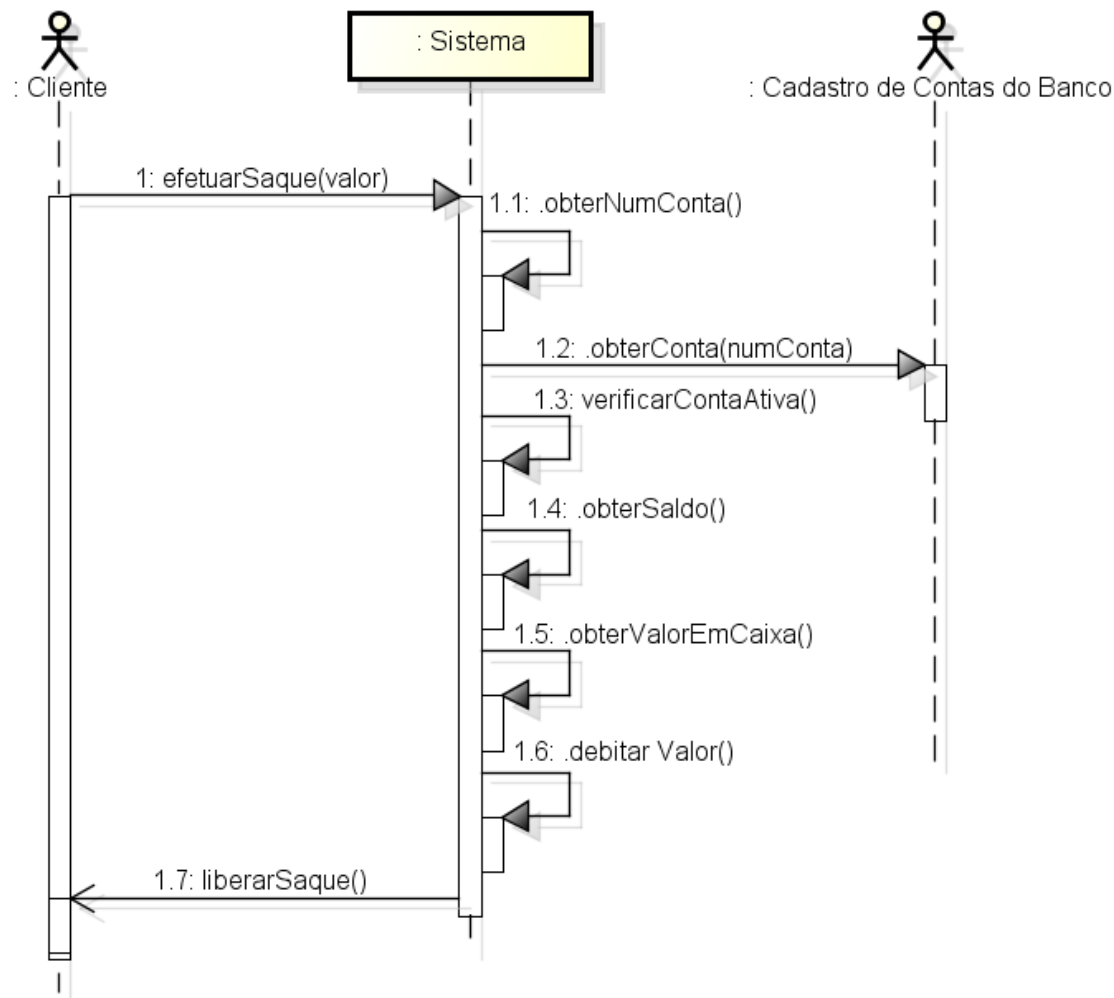 : Cliente
: Sistema
: Cadastro de Contas do Banco
1: efetuarSaque(valor)
1.1: .obterNumConta()
1.2: .obterConta(numConta)
1.3: verificarContaAtiva()
1.4: .obterSaldo()
1.5: .obterValorEmCaixa()
1.6: .debitar Valor()
1.7: liberarSaque()